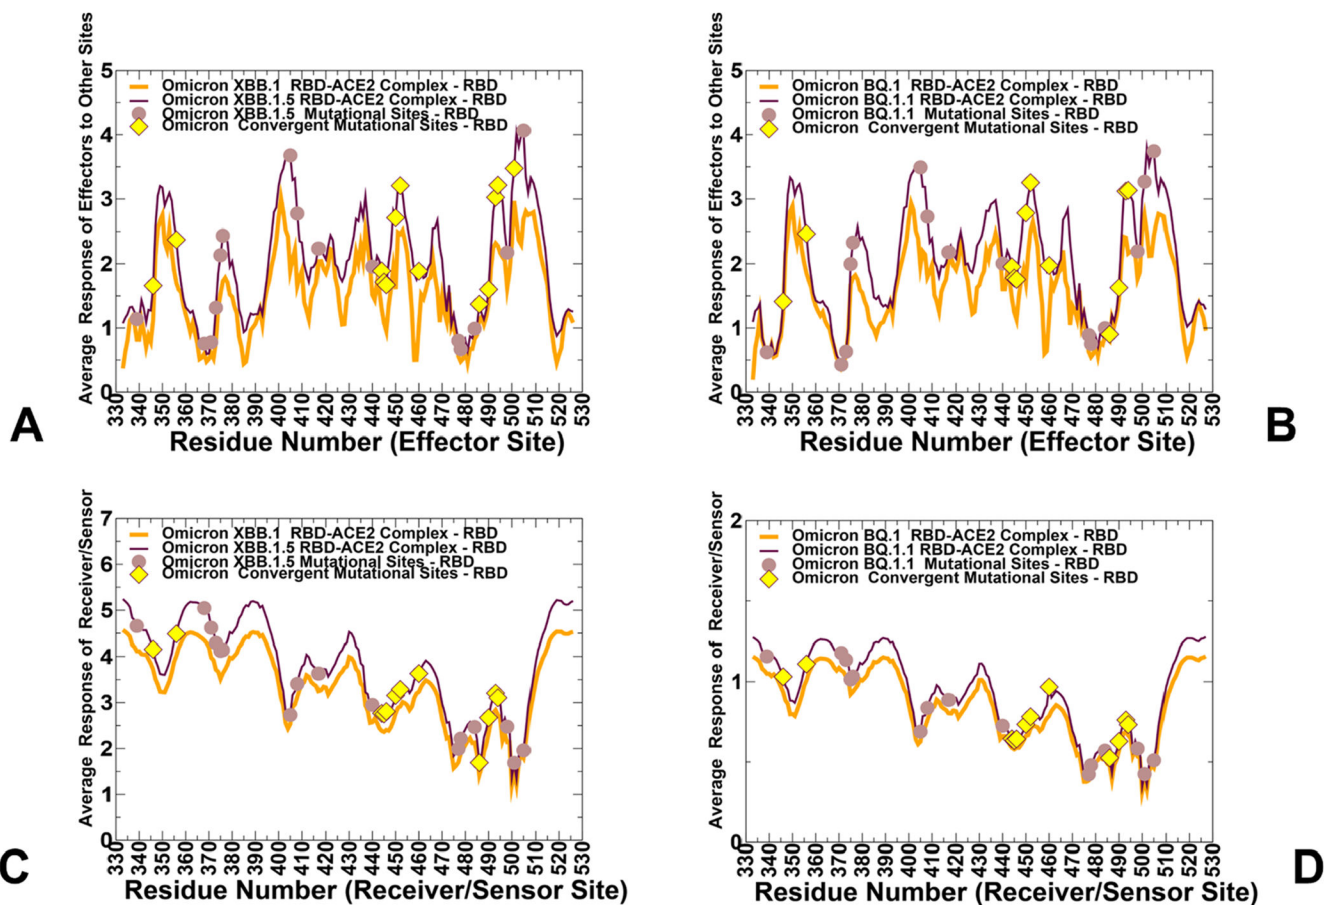 Average Response of Effectors to Other Sites
5
4
3
2
1
0
Omicron XBB.1 RBD-ACE2 Complex - RBD
Omicron XBB.1.5 RBD-ACE2 Complex - RBD
Omicron XBB.1.5 Mutational Sites - RBD
Omicron Convergent Mutational Sites - RBD
330 340 350 360 370 380 390 400 410 420 430 440 450 460 470 480 490 500 510 520 530
Residue Number (Effector Site)
A
Average Response of Effectors to Other Sites
5
4
3
2
1
0
Omicron BQ.1 RBD-ACE2 Complex - RBD
Omicron BQ.1.1 RBD-ACE2 Complex - RBD
Omicron BQ.1.1 Mutational Sites - RBD
Omicron Convergent Mutational Sites - RBD
330 340 350 360 370 380 390 400 410 420 430 440 450 460 470 480 490 500 510 520 530
Residue Number (Effector Site)
B
Average Response of Receiver/Sensor
7
6
5
4
3
2
1
0
Omicron XBB.1 RBD-ACE2 Complex - RBD
Omicron XBB.1.5 RBD-ACE2 Complex - RBD
Omicron XBB.1.5 Mutational Sites - RBD
Omicron Convergent Mutational Sites - RBD
330 340 350 360 370 380 390 400 410 420 430 440 450 460 470 480 490 500 510 520 530
Residue Number (Receiver/Sensor Site)
C
Average Response of Receiver/Sensor
2
1
0
Omicron BQ.1 RBD-ACE2 Complex - RBD
Omicron BQ.1.1 RBD-ACE2 Complex - RBD
Omicron BQ.1.1 Mutational Sites - RBD
Omicron Convergent Mutational Sites - RBD
330 340 350 360 370 380 390 400 410 420 430 440 450 460 470 480 490 500 510 520 530
Residue Number (Receiver/Sensor Site)
D